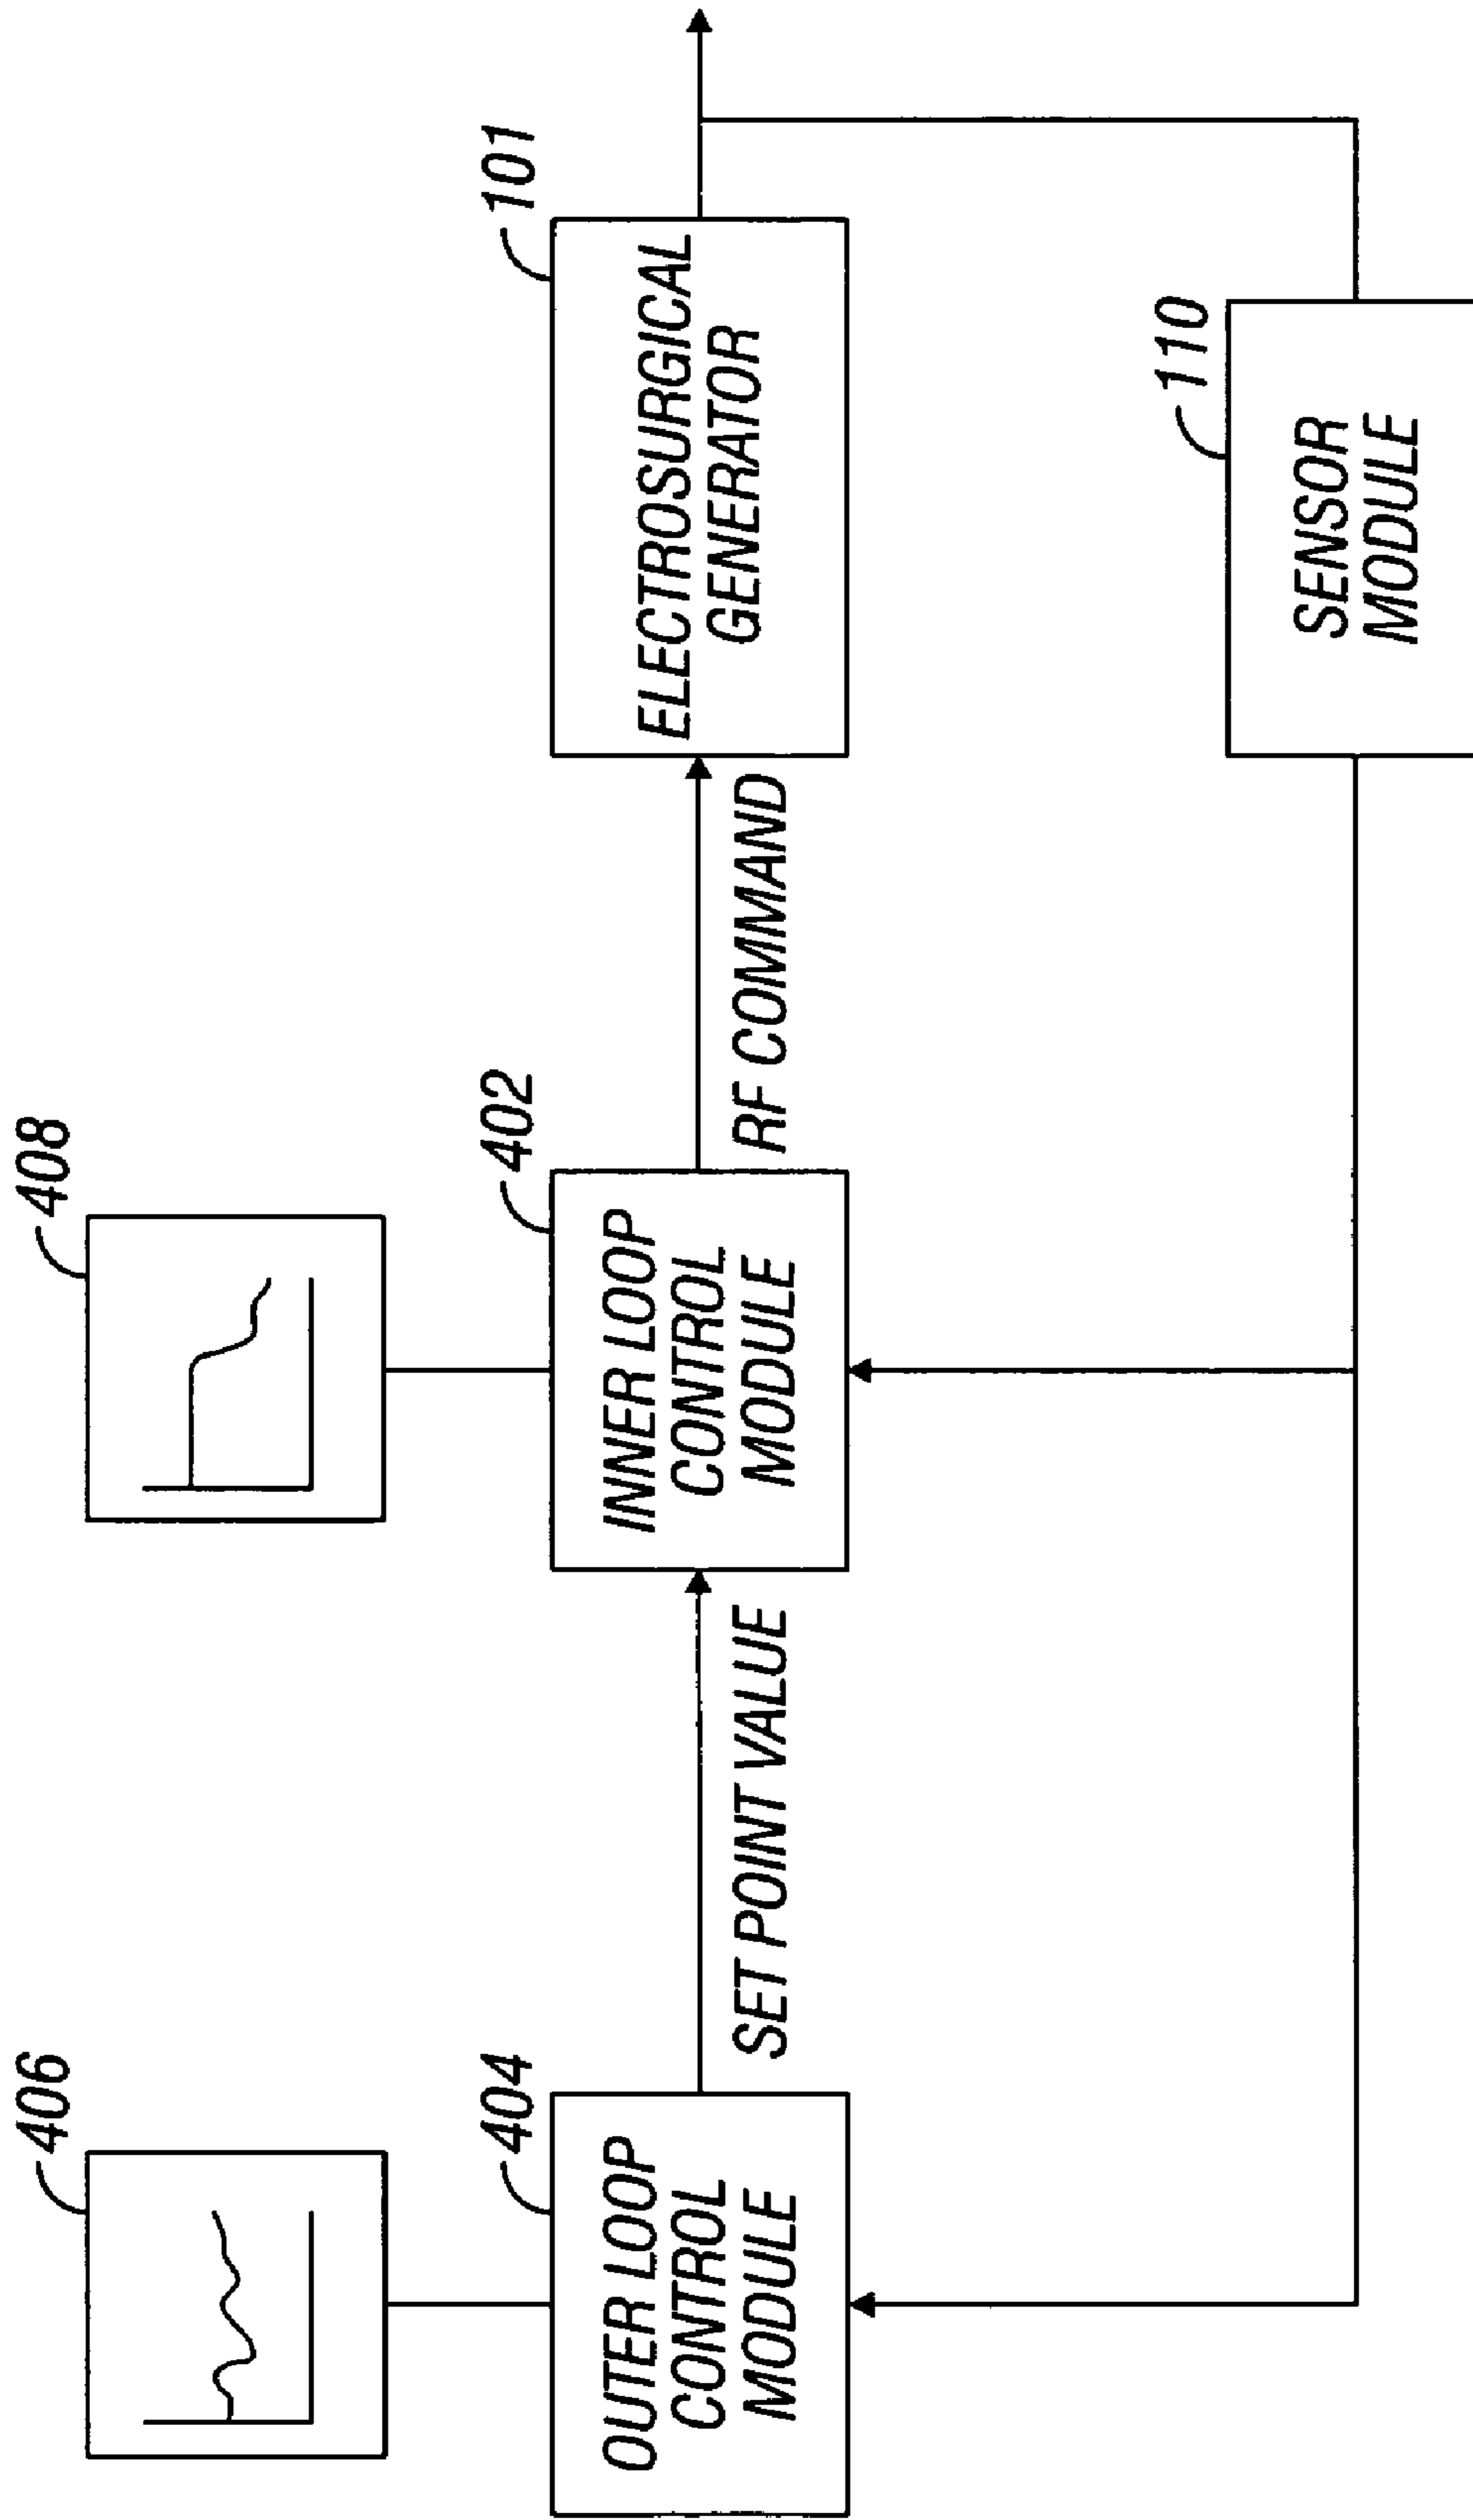 406
408
404
OUTER LOOP
CONTROL
MODULE
SET POINT VALUE
402
INNER LOOP
CONTROL
MODULE
RF COMMAND
101
ELECTROSURGICAL
GENERATOR
110
SENSOR
MODULE